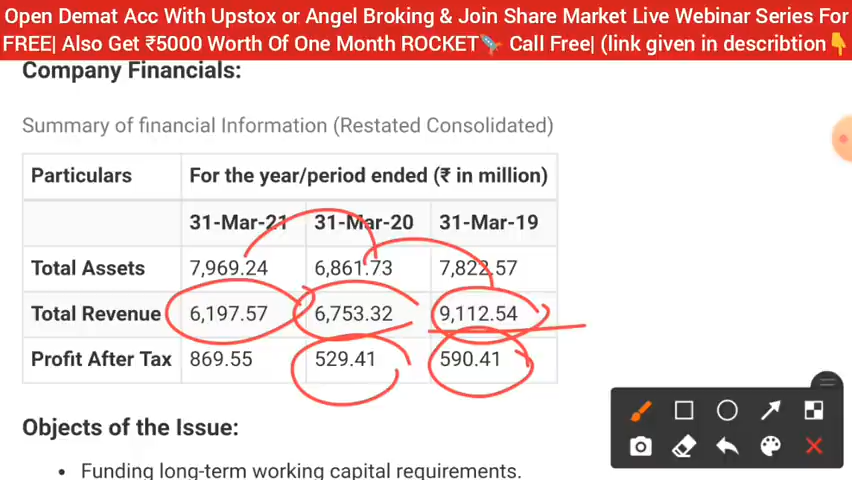 Open Demat Acc With Upstox or Angel Broking & Join Share Market Live Webinar Series For
FREE| Also Get ₹5000 Worth Of One Month ROCKET🚀 Call Free| (link given in describtion👇
Company Financials:
Summary of financial Information (Restated Consolidated)
Particulars For the year/period ended (₹ in million)
31-Mar-21 31-Mar-20 31-Mar-19
Total Assets 7,969.24 6,861.73 7,822.57
Total Revenue 6,197.57 6,753.32 9,112.54
Profit After Tax 869.55 529.41 590.41
Objects of the Issue:
• Funding long-term working capital requirements.